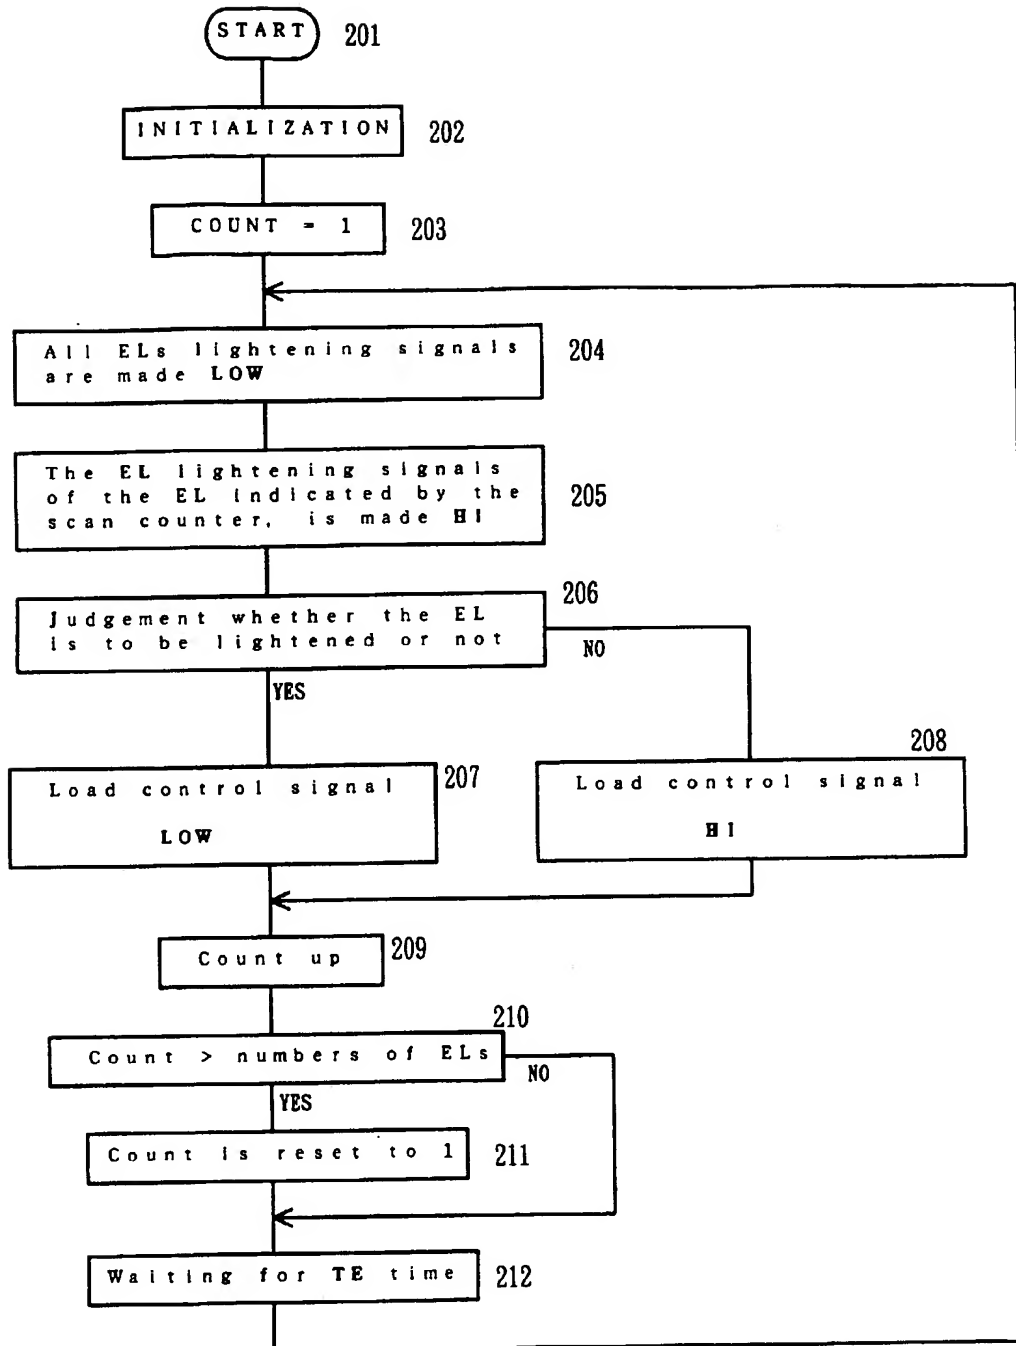 START 201
INITIALIZATION 202
COUNT = 1 203
All ELs lightening signals
are made LOW
204
The EL lightening signals
of the EL indicated by the
scan counter, is made HI
205
206
Judgement whether the EL
is to be lightened or not
NO
YES
207
Load control signal
LOW
208
Load control signal
HI
Count up 209
210
Count > numbers of ELs
NO
YES
Count is reset to 1 211
Waiting for TE time 212